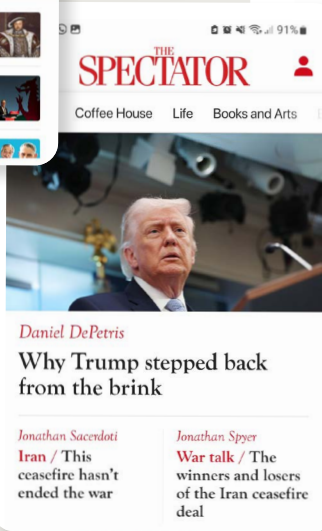 91%
THE
SPECTATOR
Coffee House Life Books and Arts
Daniel DePetris
Why Trump stepped back
from the brink
Jonathan Sacerdoti
Iran / This
ceasefire hasn't
ended the war
Jonathan Spyer
War talk / The
winners and losers
of the Iran ceasefire
deal